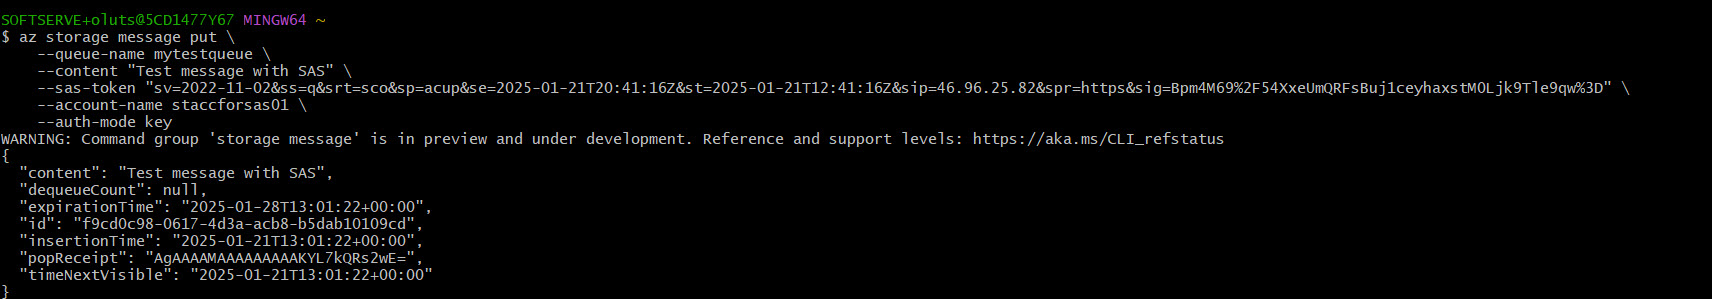 SOFTSERVE+oluts@5CD1477Y67 MINGW64 ~
$ az storage message put \
    --queue-name mytestqueue \
    --content "Test message with SAS" \
    --sas-token "sv=2022-11-02&ss=q&srt=sco&sp=acup&se=2025-01-21T20:41:16Z&st=2025-01-21T12:41:16Z&sip=46.96.25.82&spr=https&sig=Bpm4M69%2F54XxeUmQRFsBuj1ceyhaxstM0Ljk9Tle9qw%3D" \
    --account-name staccforsas01 \
    --auth-mode key
WARNING: Command group 'storage message' is in preview and under development. Reference and support levels: https://aka.ms/CLI_refstatus
{
  "content": "Test message with SAS",
  "dequeueCount": null,
  "expirationTime": "2025-01-28T13:01:22+00:00",
  "id": "f9cd0c98-0617-4d3a-acb8-b5dab10109cd",
  "insertionTime": "2025-01-21T13:01:22+00:00",
  "popReceipt": "AgAAAAMAAAAAAAAAKYL7kQRs2wE=",
  "timeNextVisible": "2025-01-21T13:01:22+00:00"
}